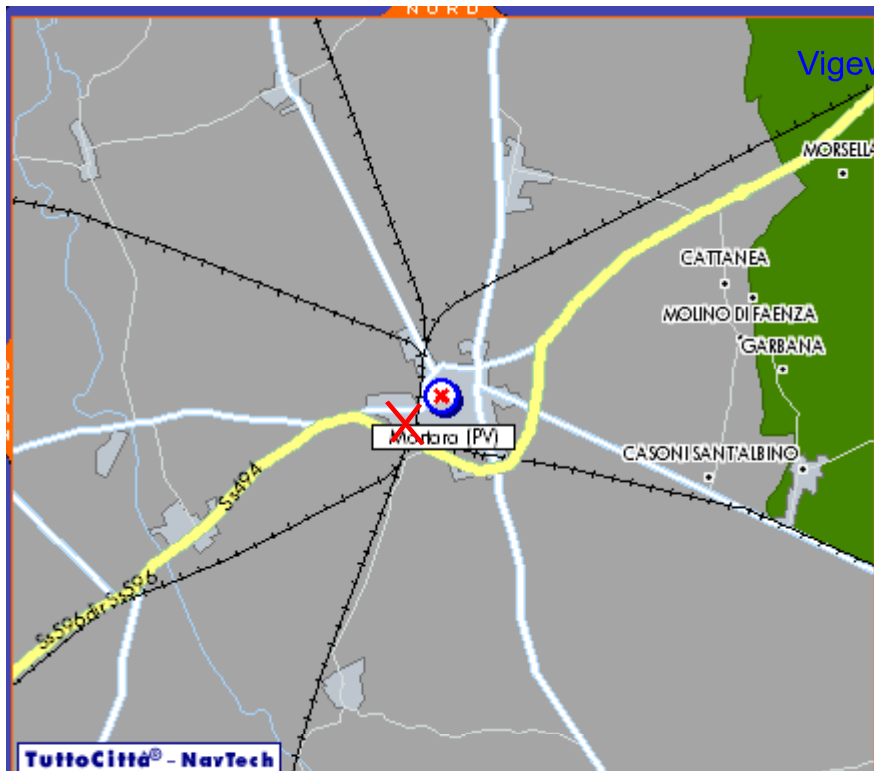 NORD
Vigev
MORSELLA
CATTANEA
MOLINO DI FAENZA
GARBANA
Mortara (PV)
CASONI SANT'ALBINO
Ss494
Ss596dir Ss596
TuttoCittà® - NavTech